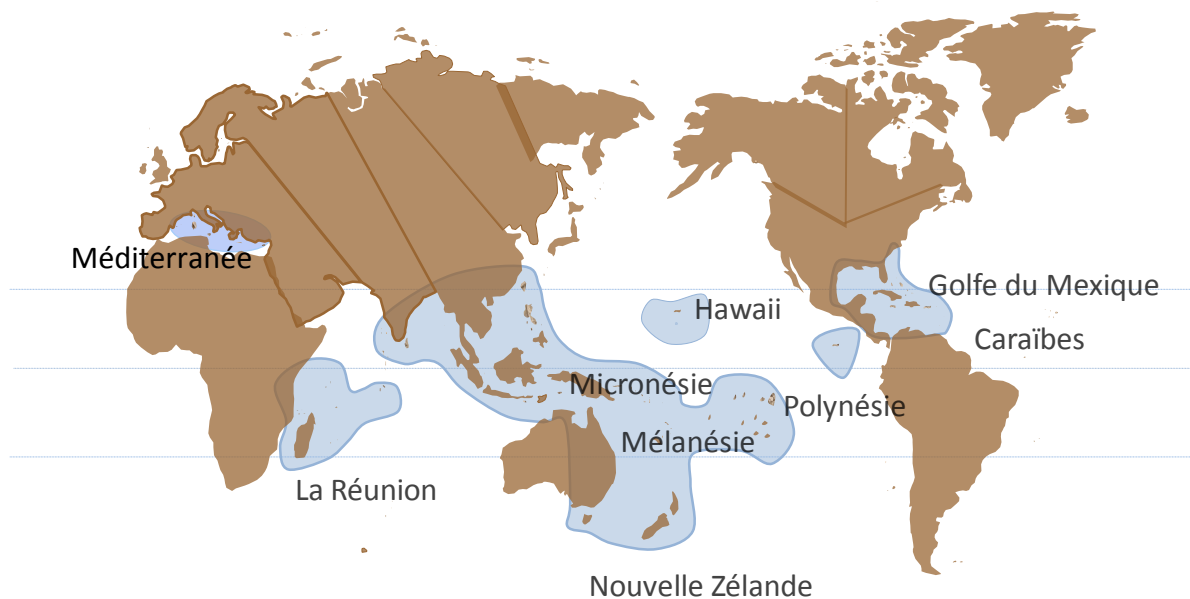 Méditerranée
Golfe du Mexique
Hawaii
Caraïbes
Micronésie
Polynésie
Mélanésie
La Réunion
Nouvelle Zélande